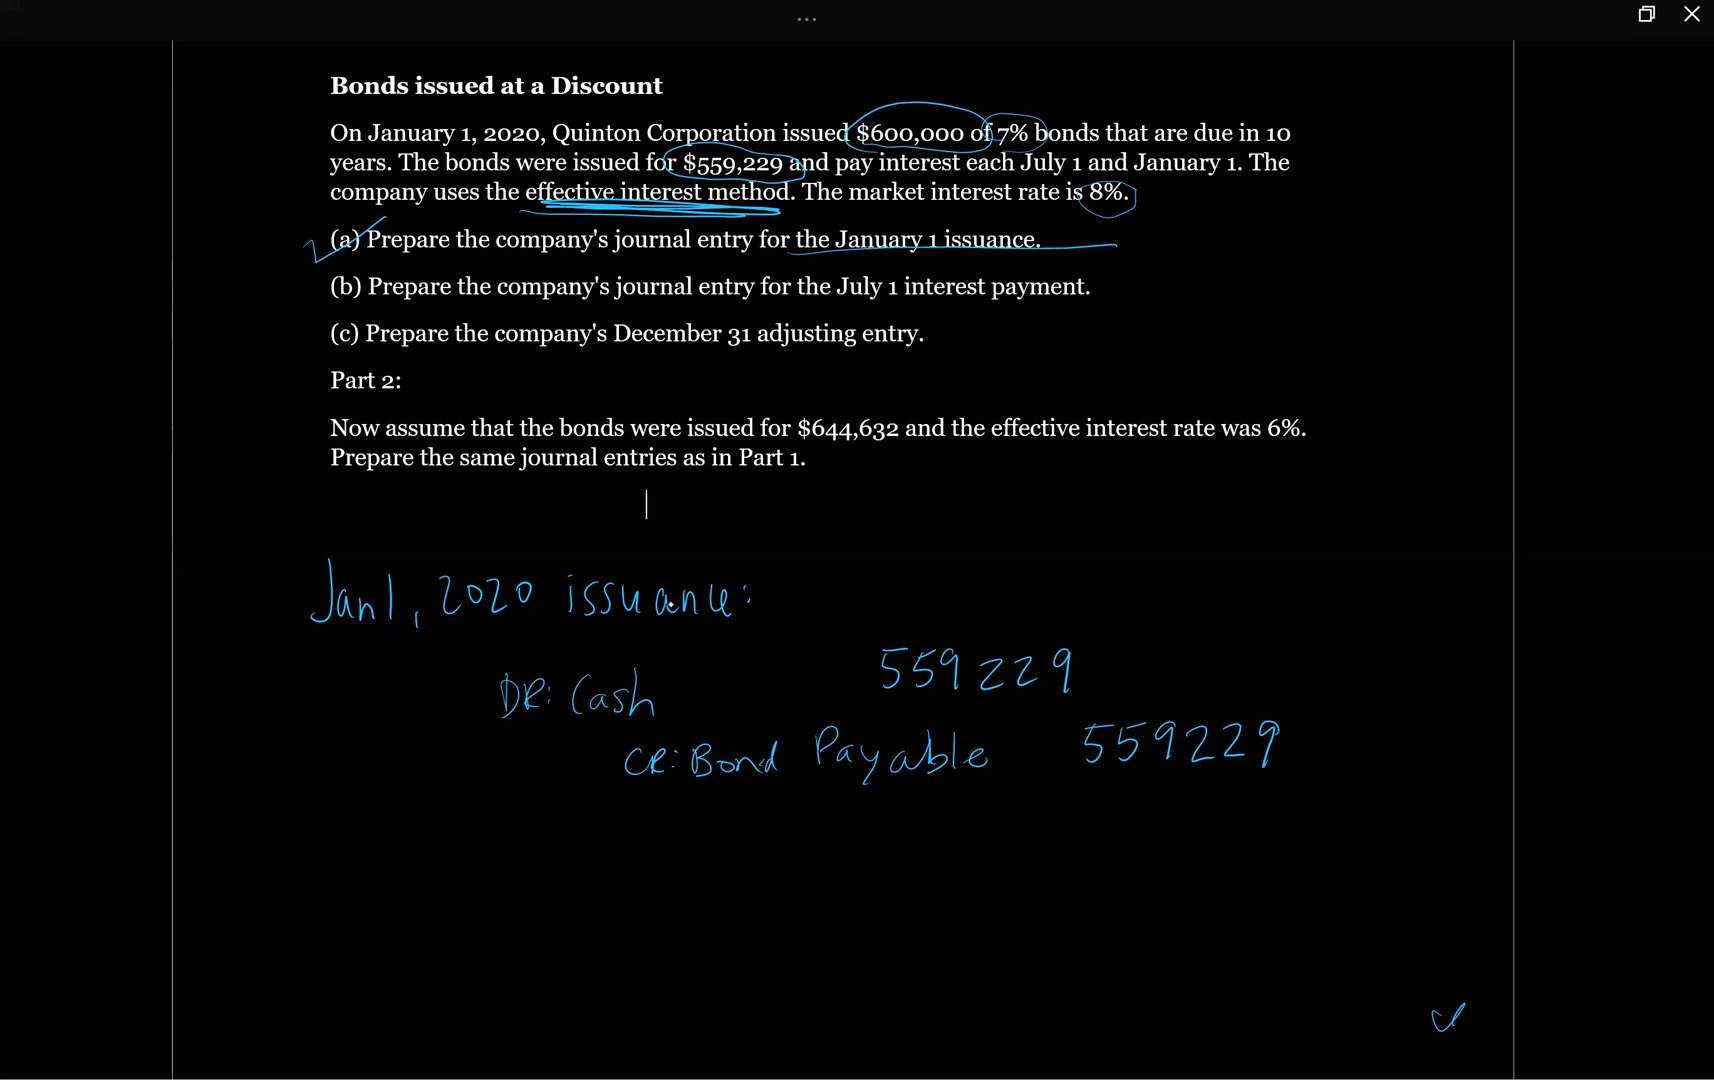 Bonds issued at a Discount
On January 1, 2020, Quinton Corporation issued $600,000 of 7% bonds that are due in 10
years. The bonds were issued for $559,229 and pay interest each July 1 and January 1. The
company uses the effective interest method. The market interest rate is 8%.
(a) Prepare the company's journal entry for the January 1 issuance.
(b) Prepare the company's journal entry for the July 1 interest payment.
(c) Prepare the company's December 31 adjusting entry.
Part 2:
Now assume that the bonds were issued for $644,632 and the effective interest rate was 6%.
Prepare the same journal entries as in Part 1.
Jan 1, 2020 issuance:
DR: Cash 559229
CR: Bond Payable 559229